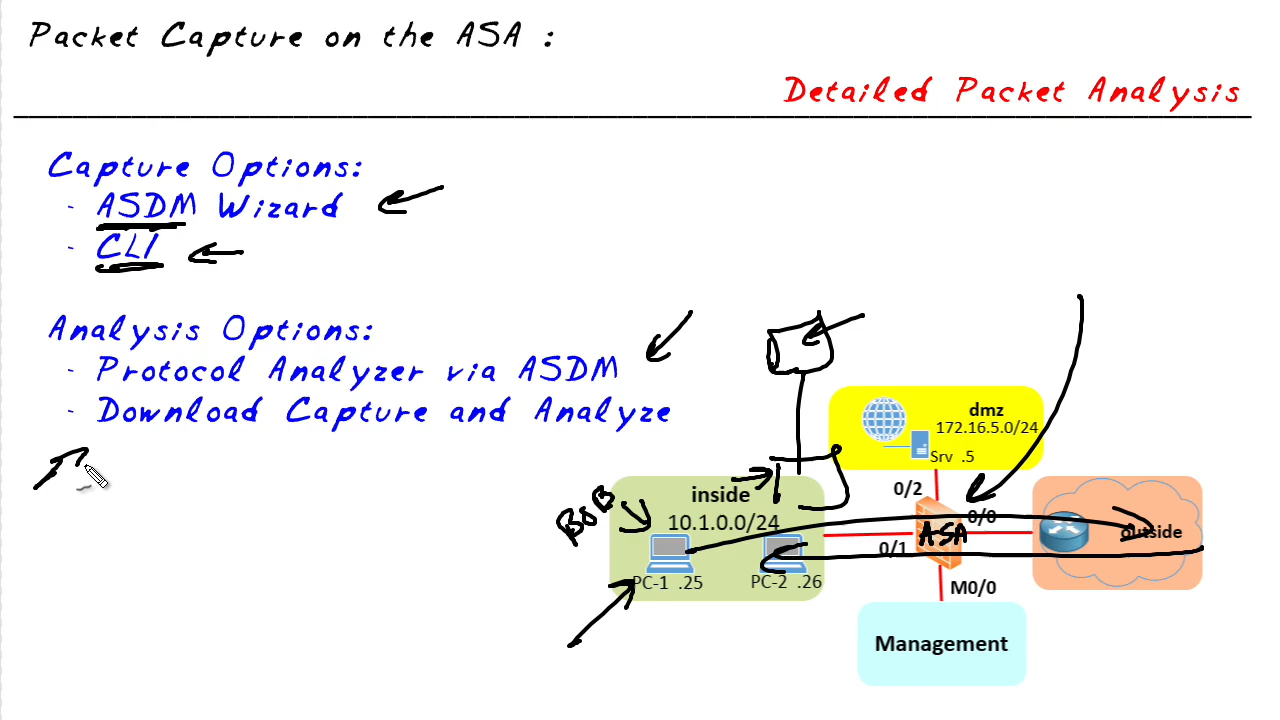 Packet Capture on the ASA :
Detailed Packet Analysis
Capture Options:
- ASDM Wizard
- CLI
Analysis Options:
- Protocol Analyzer via ASDM
- Download Capture and Analyze
dmz
172.16.5.0/24
Srv .5
inside
0/2
BOB
10.1.0.0/24
0/0
ASA
outside
0/1
PC-1 .25
PC-2 .26
M0/0
Management